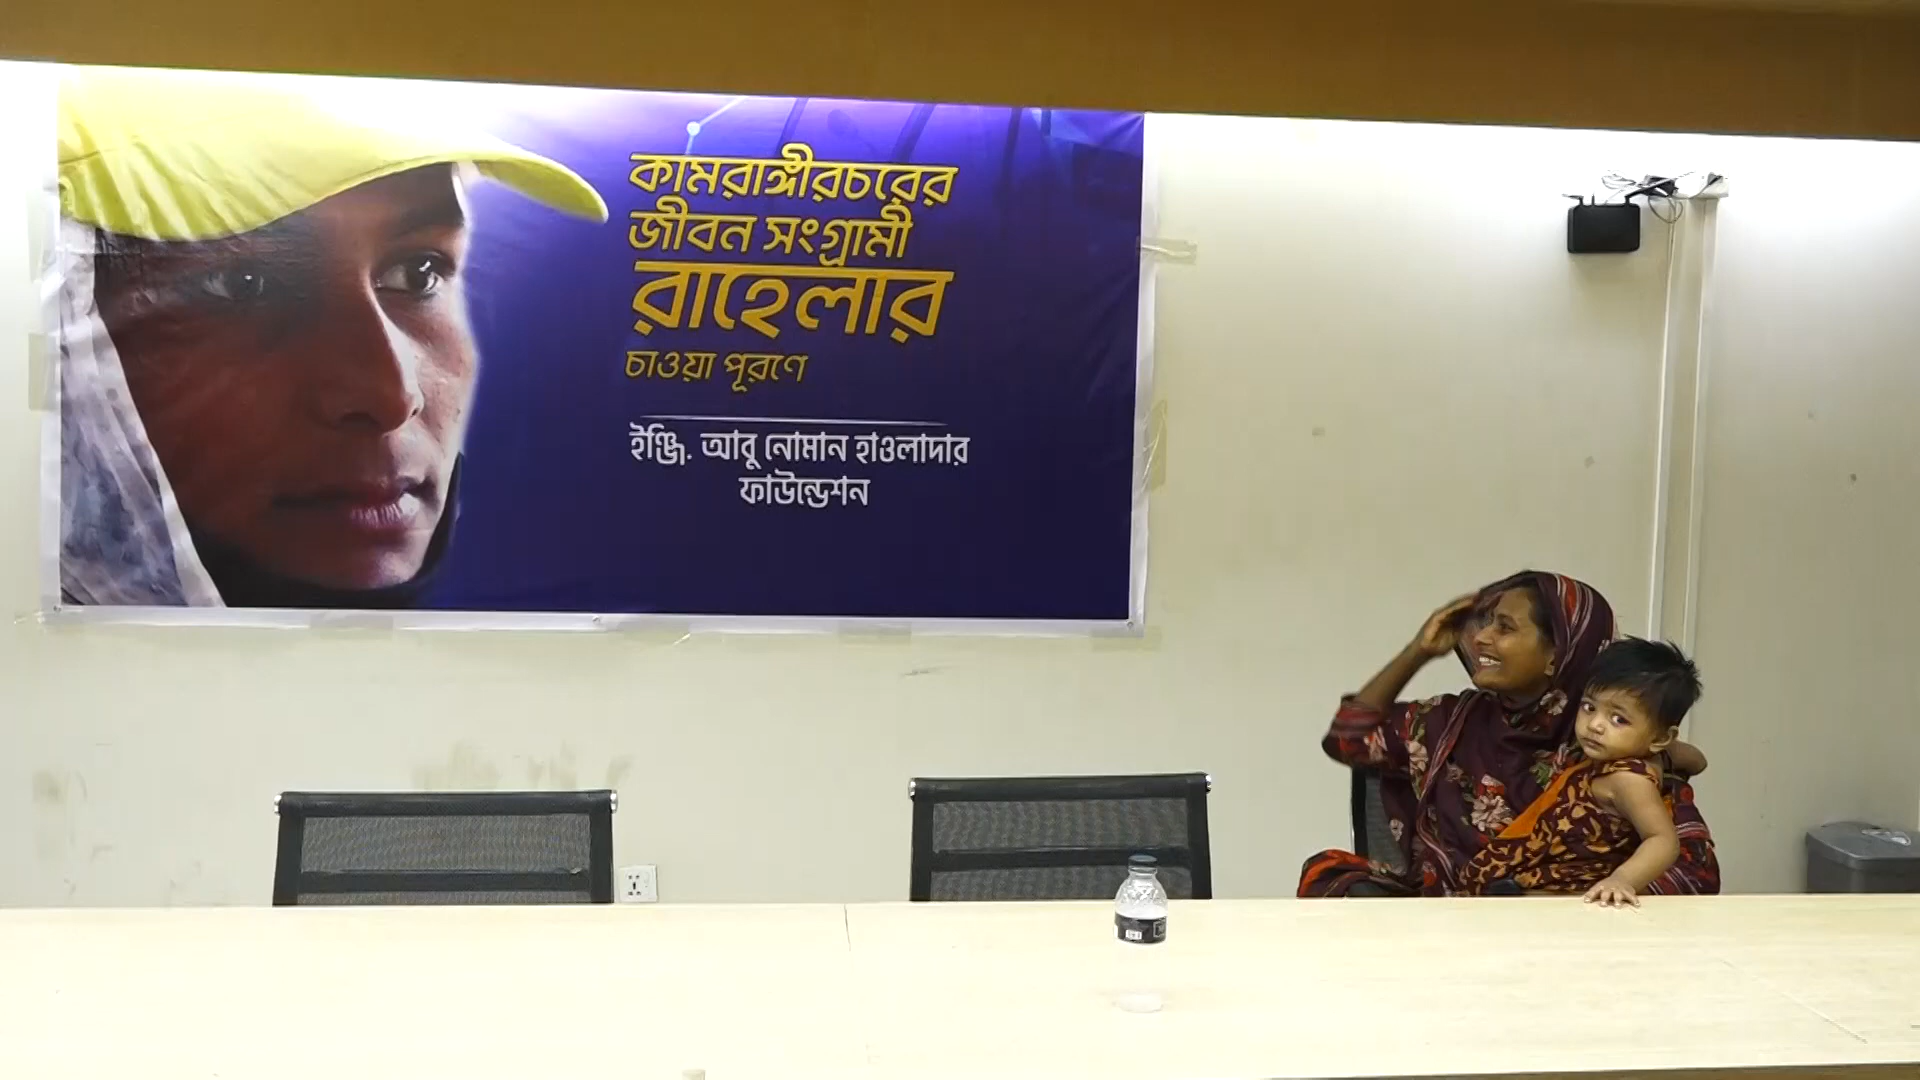 কামরাঙ্গীরচরের
জীবন সংগ্রামী
রাহেলার
চাওয়া পূরণে
ইঞ্জি. আবু নোমান হাওলাদার
ফাউন্ডেশন